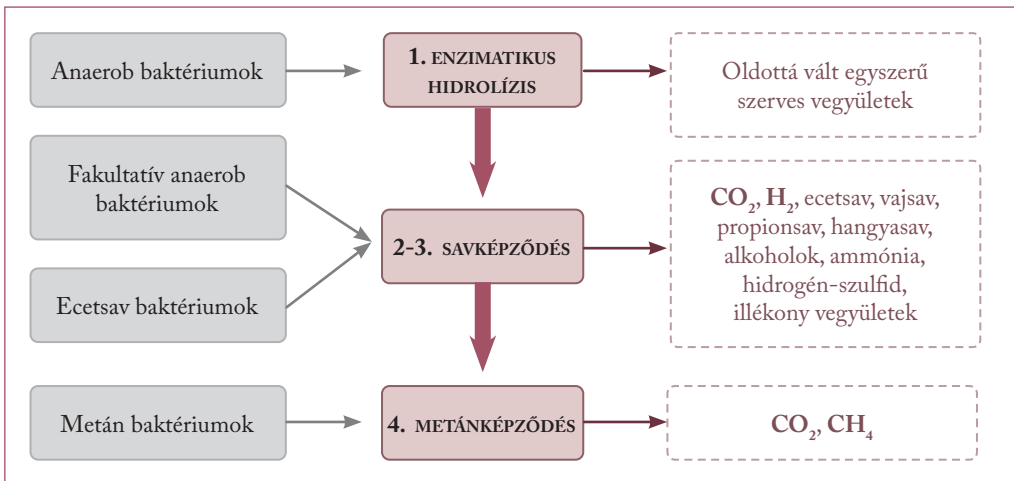 Anaerob baktériumok
1. ENZIMATIKUS
HIDROLÍZIS
Oldottá vált egyszerű
szerves vegyületek
Fakultatív anaerob
baktériumok
Ecetsav baktériumok
2-3. SAVKÉPZŐDÉS
CO₂, H₂, ecetsav, vajsav,
propionsav, hangyasav,
alkoholok, ammónia,
hidrogén-szulfid,
illékony vegyületek
Metán baktériumok
4. METÁNKÉPZŐDÉS
CO₂, CH₄